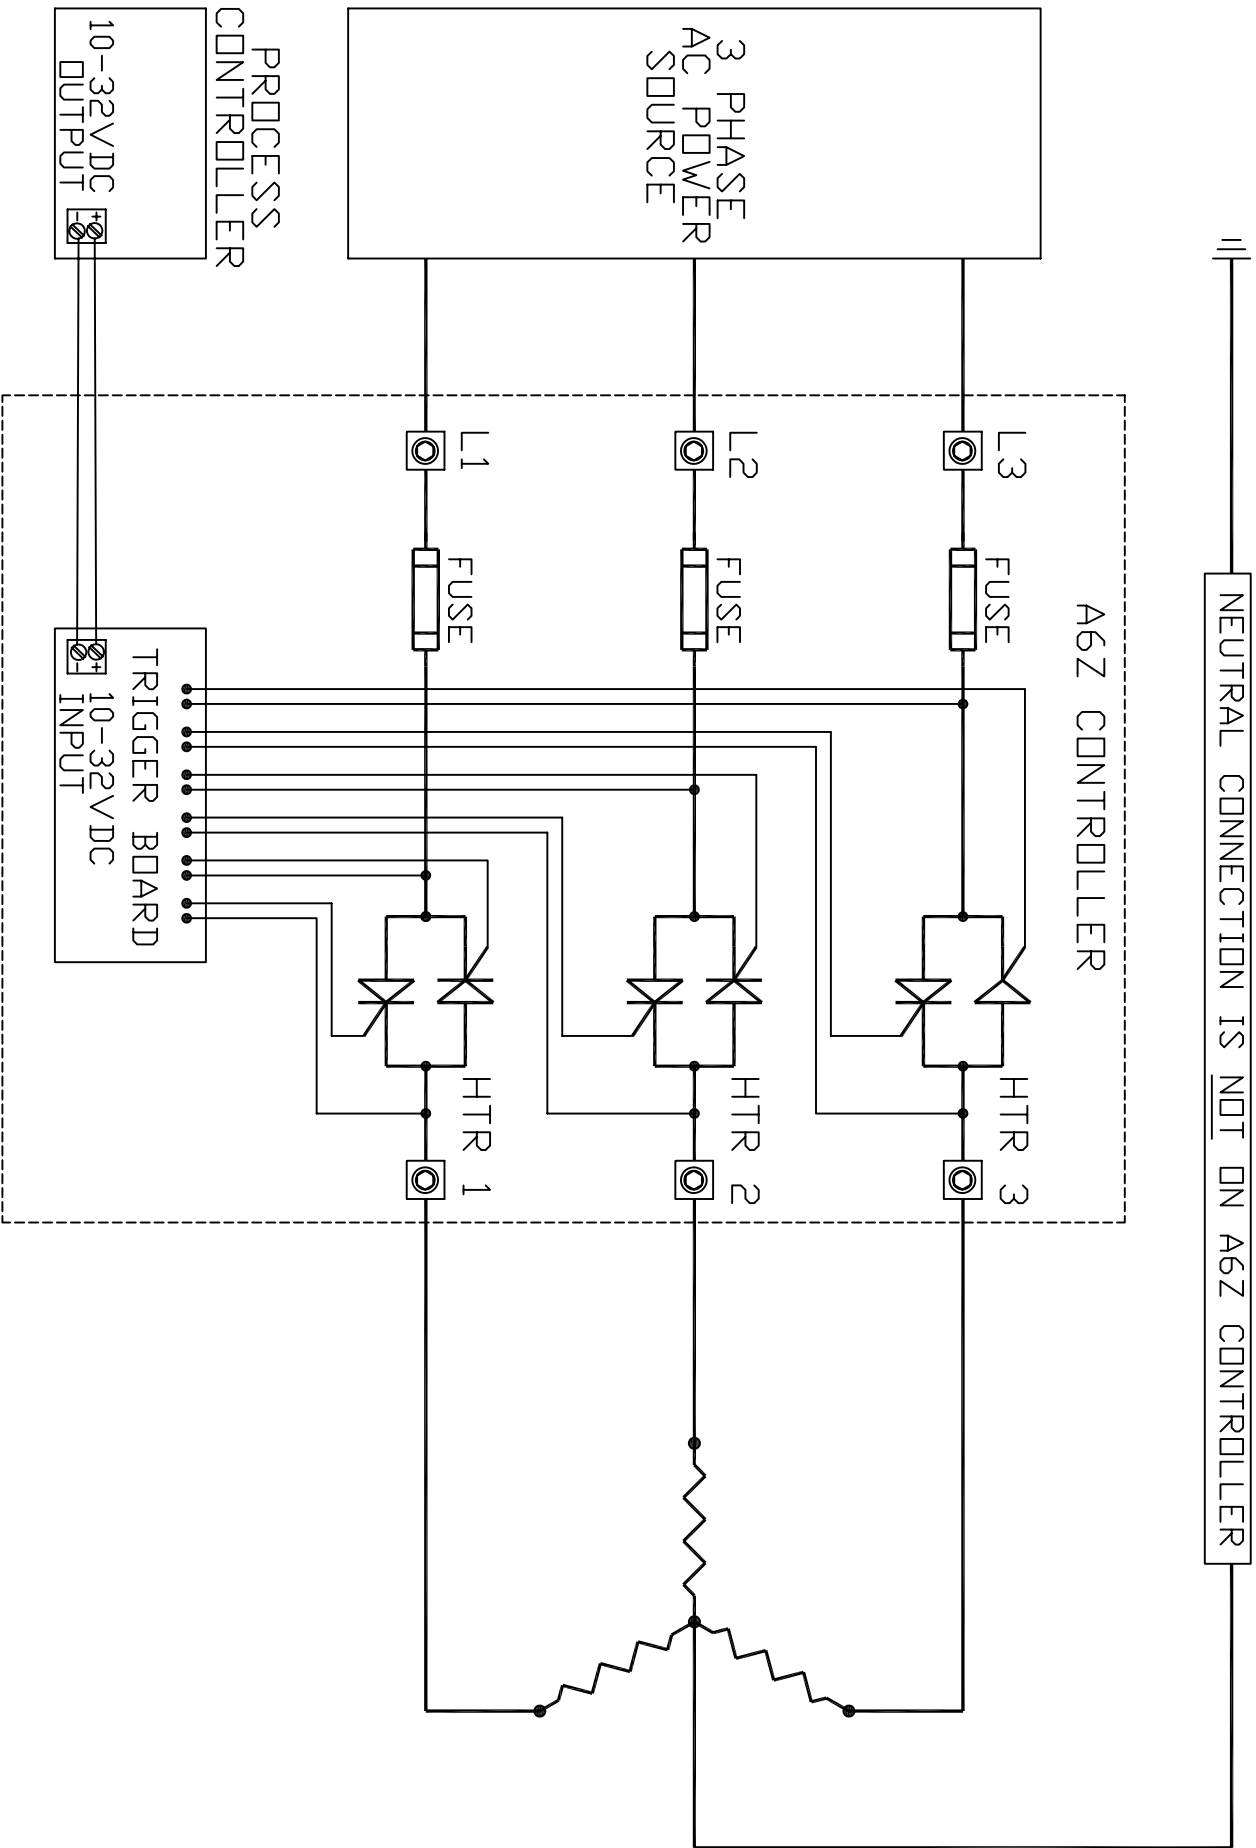 NEUTRAL CONNECTION IS NOT ON A6Z CONTROLLER
A6Z CONTROLLER
3 PHASE
AC POWER
SOURCE
L3
FUSE
HTR 3
L2
FUSE
HTR 2
L1
FUSE
HTR 1
PROCESS
CONTROLLER
10-32VDC
OUTPUT
+
-
TRIGGER BOARD
10-32VDC
INPUT
+
-